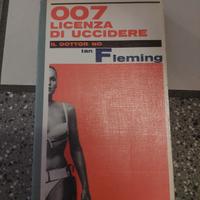 007
LICENZA
DI UCCIDERE
IL DOTTOR NO
Ian Fleming